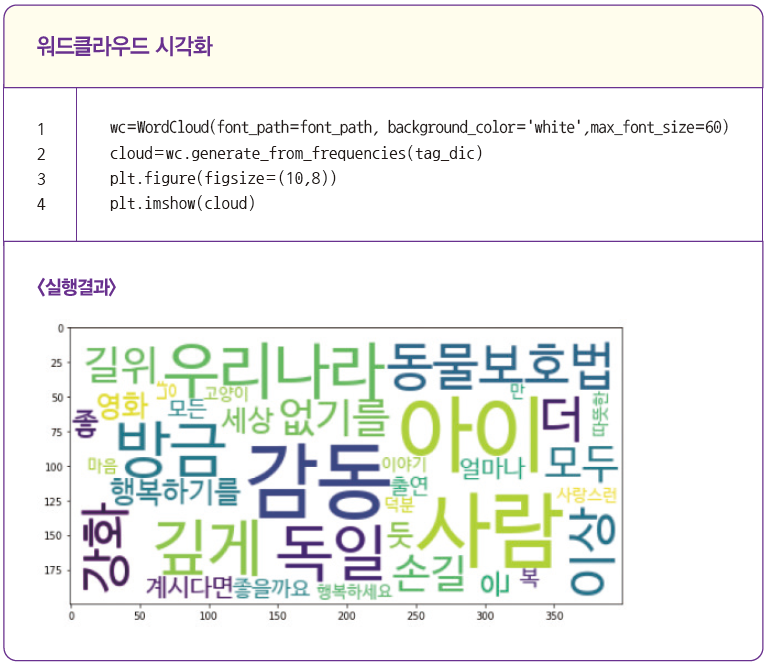 워드클라우드 시각화
1 wc=WordCloud(font_path=font_path, background_color='white',max_font_size=60)
2 cloud=wc.generate_from_frequencies(tag_dic)
3 plt.figure(figsize=(10,8))
4 plt.imshow(cloud)
<실행결과>
0
25
50
75
100
125
150
175
0 50 100 150 200 250 300 350
길위 우리나라 동물보호법
영화 고양이 만
좋 모든 세상 없기를 아이 더 따뜻한
방금 감동
마음 이야기 얼마나 모두
행복하기를 출연 사랑스런
덕분
강화 깊게 독일 듯 사람 이상
손길
계시다면 좋을까요 행복하세요 복